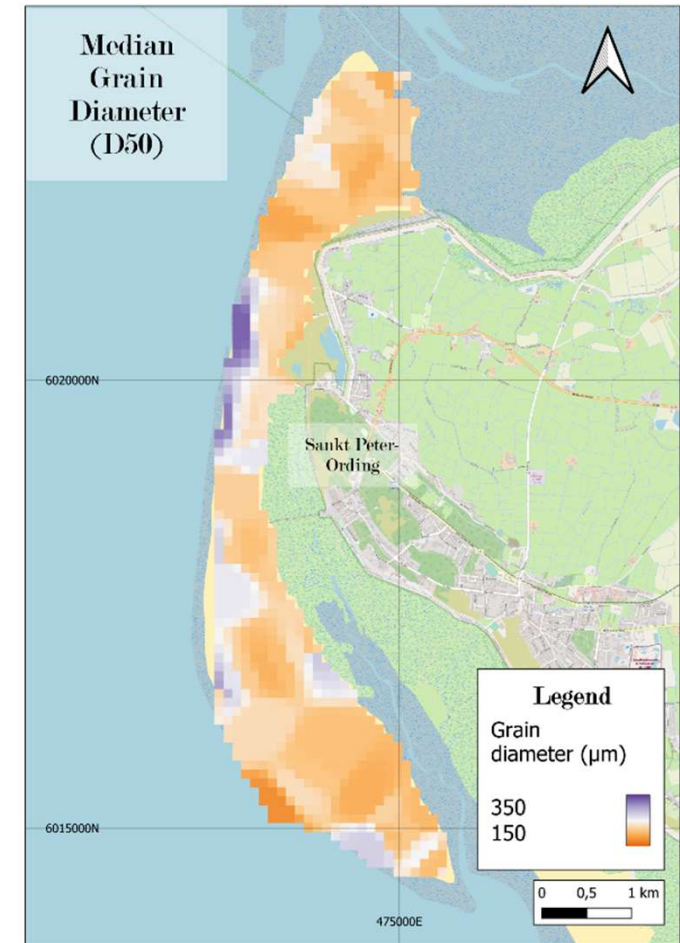 Median
Grain
Diameter
(D50)
6020000N
Sankt Peter-
Ording
Legend
Grain
diameter (µm)
350
150
6015000N
0 0,5 1 km
475000E